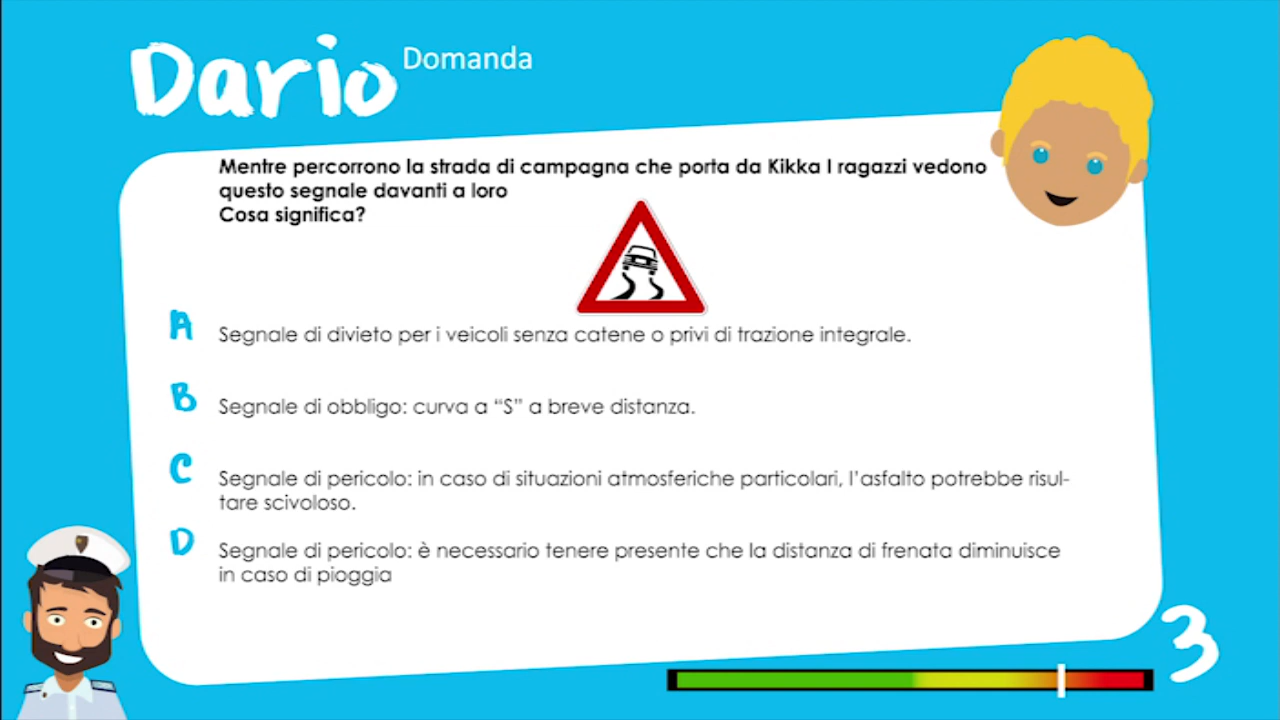 Dario Domanda
Mentre percorrono la strada di campagna che porta da Kikka I ragazzi vedono
questo segnale davanti a loro
Cosa significa?
A Segnale di divieto per i veicoli senza catene o privi di trazione integrale.
B Segnale di obbligo: curva a “S” a breve distanza.
C Segnale di pericolo: in caso di situazioni atmosferiche particolari, l’asfalto potrebbe risul-
tare scivoloso.
D Segnale di pericolo: è necessario tenere presente che la distanza di frenata diminuisce
in caso di pioggia
3